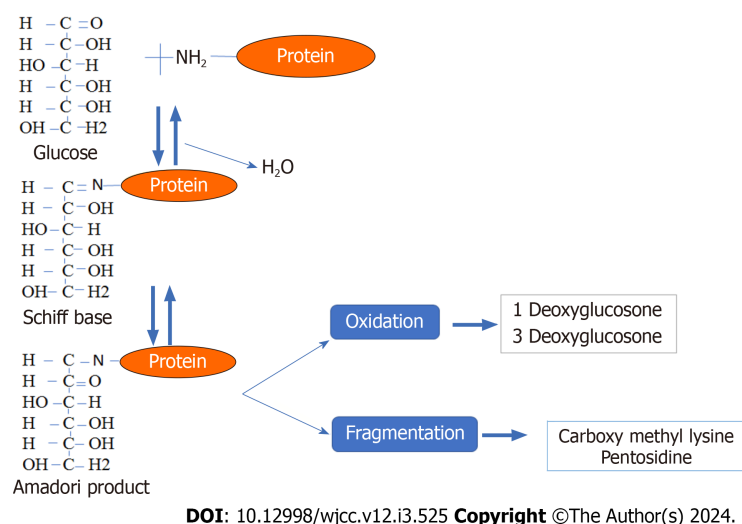 H – C = O
H – C – OH
HO – C – H
H – C – OH
H – C – OH
OH – C – H2
Glucose
NH2
Protein
H2O
H – C = N
Protein
H – C – OH
HO – C – H
H – C – OH
H – C – OH
OH – C – H2
Schiff base
H – C – N
Protein
H – C = O
HO – C – H
H – C – OH
H – C – OH
OH – C – H2
Amadori product
Oxidation
1 Deoxyglucosone
3 Deoxyglucosone
Fragmentation
Carboxy methyl lysine
Pentosidine
DOI: 10.12998/wjcc.v12.i3.525 Copyright ©The Author(s) 2024.